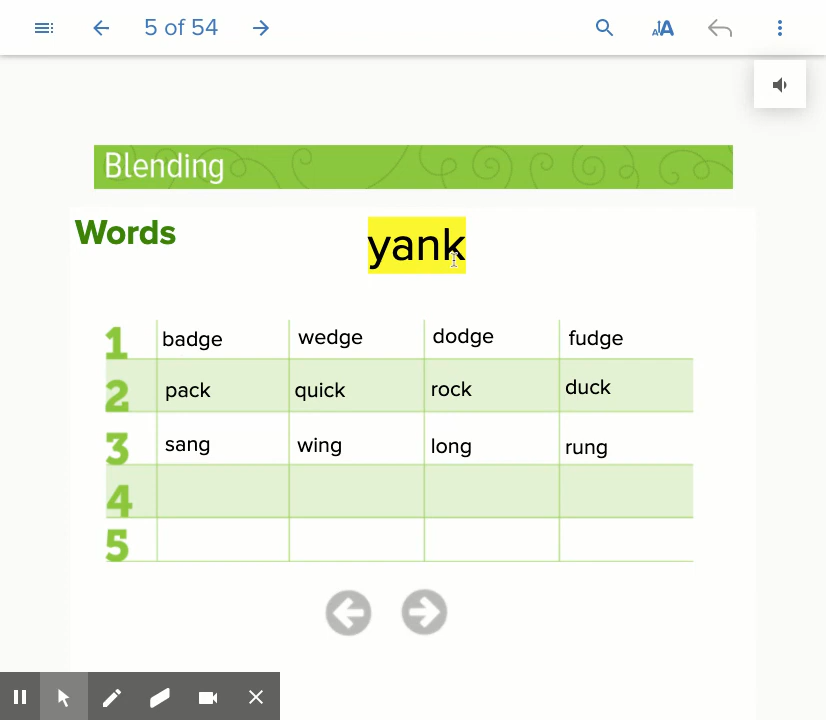 5 of 54
Blending
Words
yank
1 badge wedge dodge fudge
2 pack quick rock duck
3 sang wing long rung
4
5